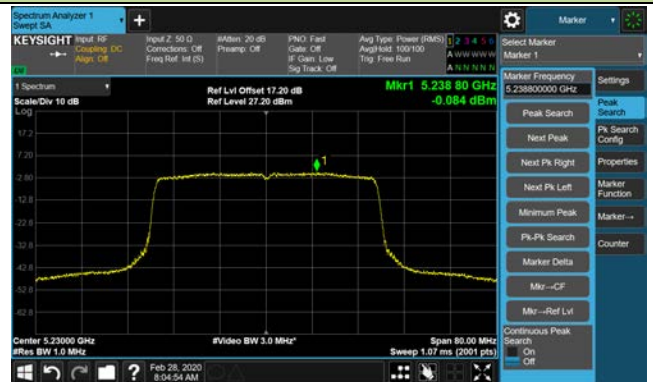 Spectrum Analyzer 1
Swept SA
+
Marker
KEYSIGHT
Input: RF
Coupling: DC
Align: Off
Input Z: 50 Ω
Corrections: Off
Freq Ref: Int (S)
#Atten: 20 dB
Preamp: Off
PNO: Fast
Gate: Off
IF Gain: Low
Sig Track: Off
Avg Type: Power (RMS)
Avg|Hold: 100/100
Trig: Free Run
1 2 3 4 5 6
A W W W W W
A N N N N N
Select Marker
Marker 1
1 Spectrum
Scale/Div 10 dB
Log
Ref Lvl Offset 17.20 dB
Ref Level 27.20 dBm
Mkr1 5.238 80 GHz
-0.084 dBm
17.2
7.20
-2.80
-12.8
-22.8
-32.8
-42.8
-52.8
-62.8
1
Center 5.23000 GHz
#Res BW 1.0 MHz
#Video BW 3.0 MHz*
Span 80.00 MHz
Sweep 1.07 ms (2001 pts)
Marker Frequency
5.238800000 GHz
Peak Search
Next Peak
Next Pk Right
Next Pk Left
Minimum Peak
Pk-Pk Search
Marker Delta
Mkr→CF
Mkr→Ref Lvl
Continuous Peak
Search
On
Off
Settings
Peak
Search
Pk Search
Config
Properties
Marker
Function
Marker→
Counter
?
Feb 28, 2020
8:04:54 AM